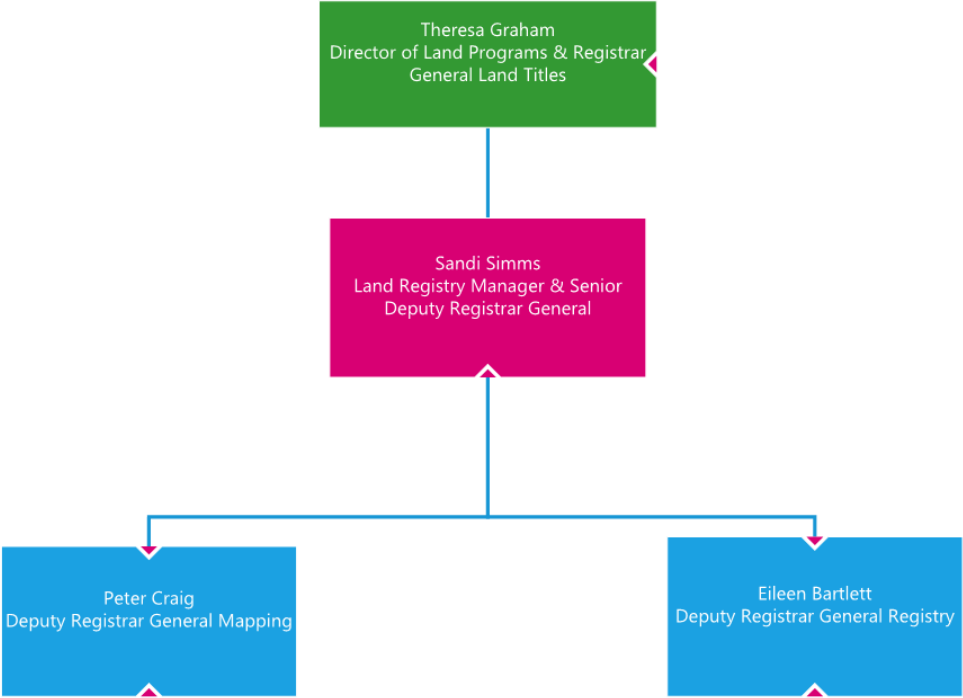 Theresa Graham
Director of Land Programs & Registrar
General Land Titles
Sandi Simms
Land Registry Manager & Senior
Deputy Registrar General
Peter Craig
Deputy Registrar General Mapping
Eileen Bartlett
Deputy Registrar General Registry